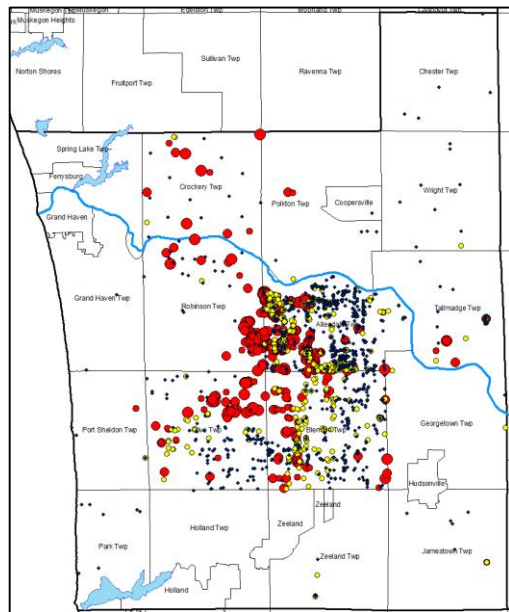 Muskegon Heights
Norton Shores
Sullivan Twp
Ravenna Twp
Chester Twp
Fruitport Twp
Spring Lake Twp
Ferrysburg
Crockery Twp
Polkton Twp
Coopersville
Wright Twp
Grand Haven
Grand Haven Twp
Robinson Twp
Tallmadge Twp
Port Sheldon Twp
Georgetown Twp
Hudsonville
Zeeland
Zeeland
Holland Twp
Park Twp
Zeeland Twp
Jamestown Twp
Holland